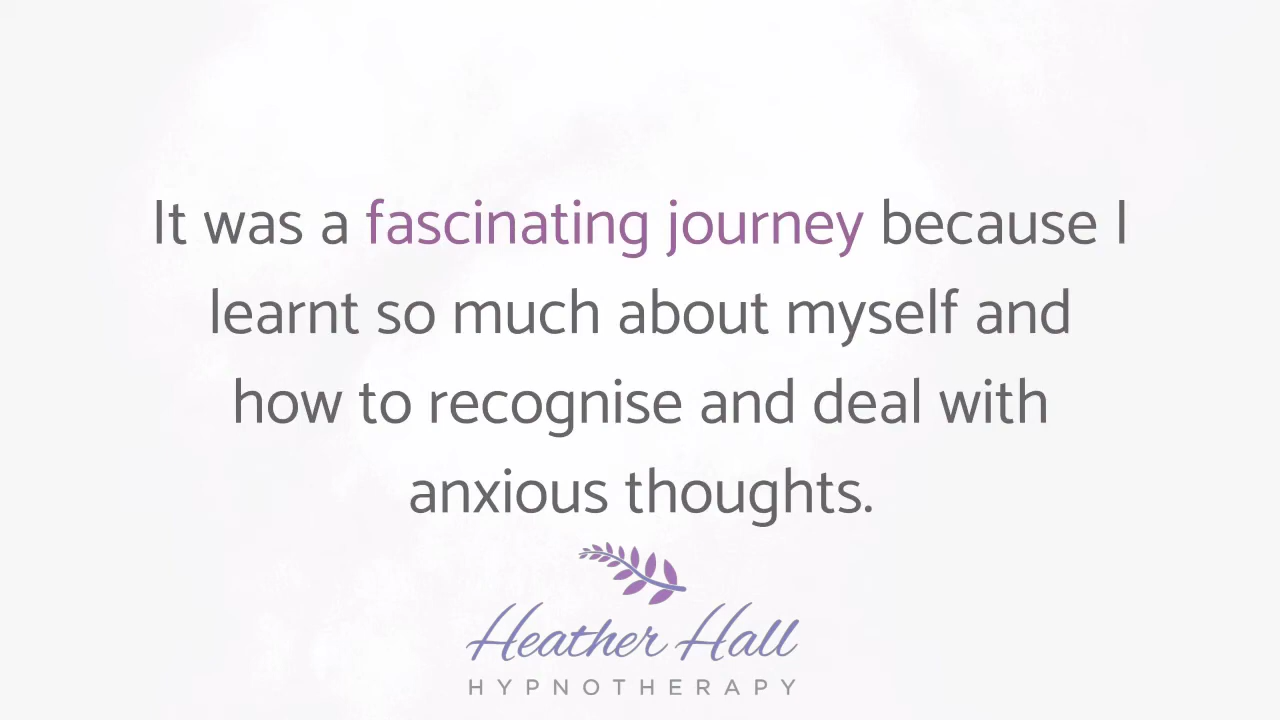 It was a fascinating journey because I
learnt so much about myself and
how to recognise and deal with
anxious thoughts.
Heather Hall
HYPNOTHERAPY